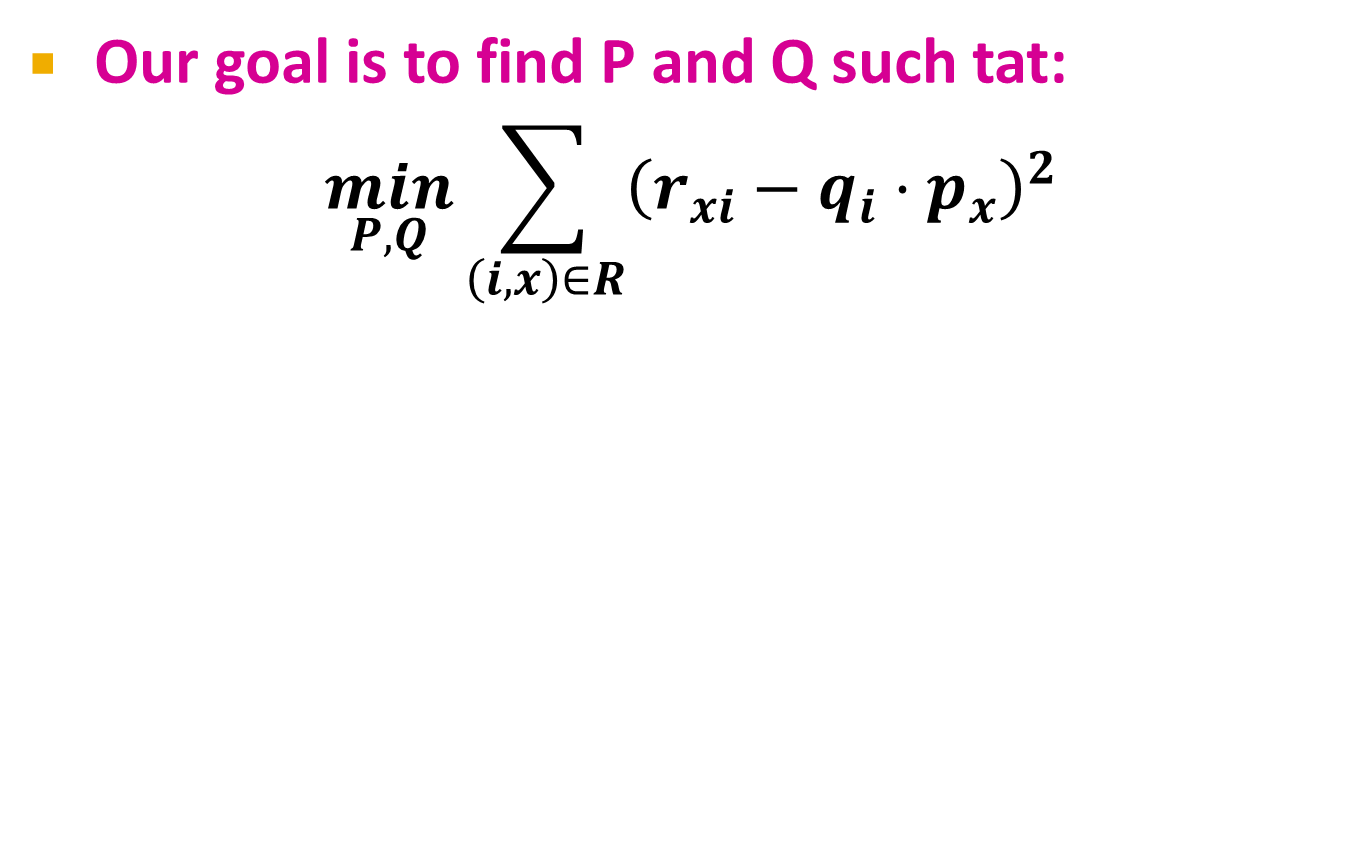 ▪ Our goal is to find P and Q such tat:
min Σ (r_xi − q_i · p_x)²
P,Q (i,x)∈R